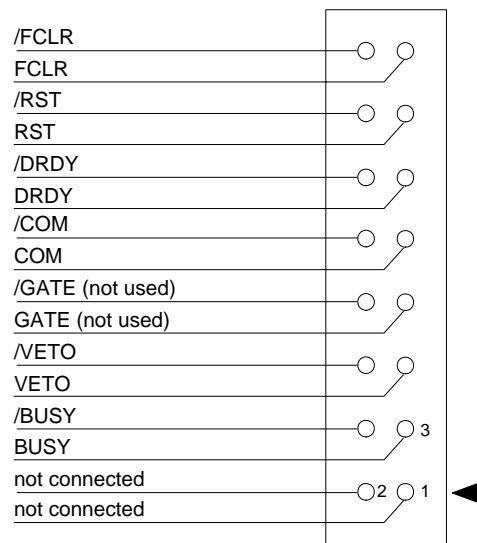 /FCLR
FCLR
/RST
RST
/DRDY
DRDY
/COM
COM
/GATE (not used)
GATE (not used)
/VETO
VETO
/BUSY
3
BUSY
not connected
2 1
not connected